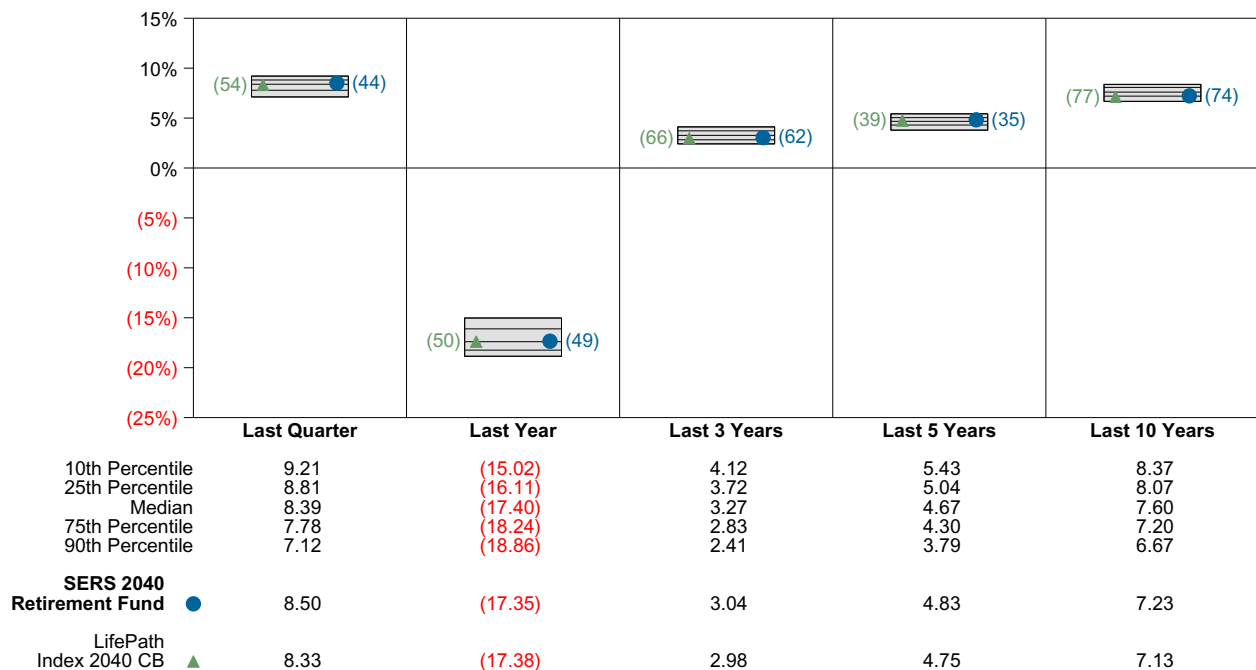 15%
10%
5%
0%
(5%)
(10%)
(15%)
(20%)
(25%)
(54) (44)
(50) (49)
(66) (62)
(39) (35)
(77) (74)
Last Quarter Last Year Last 3 Years Last 5 Years Last 10 Years
10th Percentile 9.21 (15.02) 4.12 5.43 8.37
25th Percentile 8.81 (16.11) 3.72 5.04 8.07
Median 8.39 (17.40) 3.27 4.67 7.60
75th Percentile 7.78 (18.24) 2.83 4.30 7.20
90th Percentile 7.12 (18.86) 2.41 3.79 6.67
SERS 2040
Retirement Fund 8.50 (17.35) 3.04 4.83 7.23
LifePath
Index 2040 CB 8.33 (17.38) 2.98 4.75 7.13